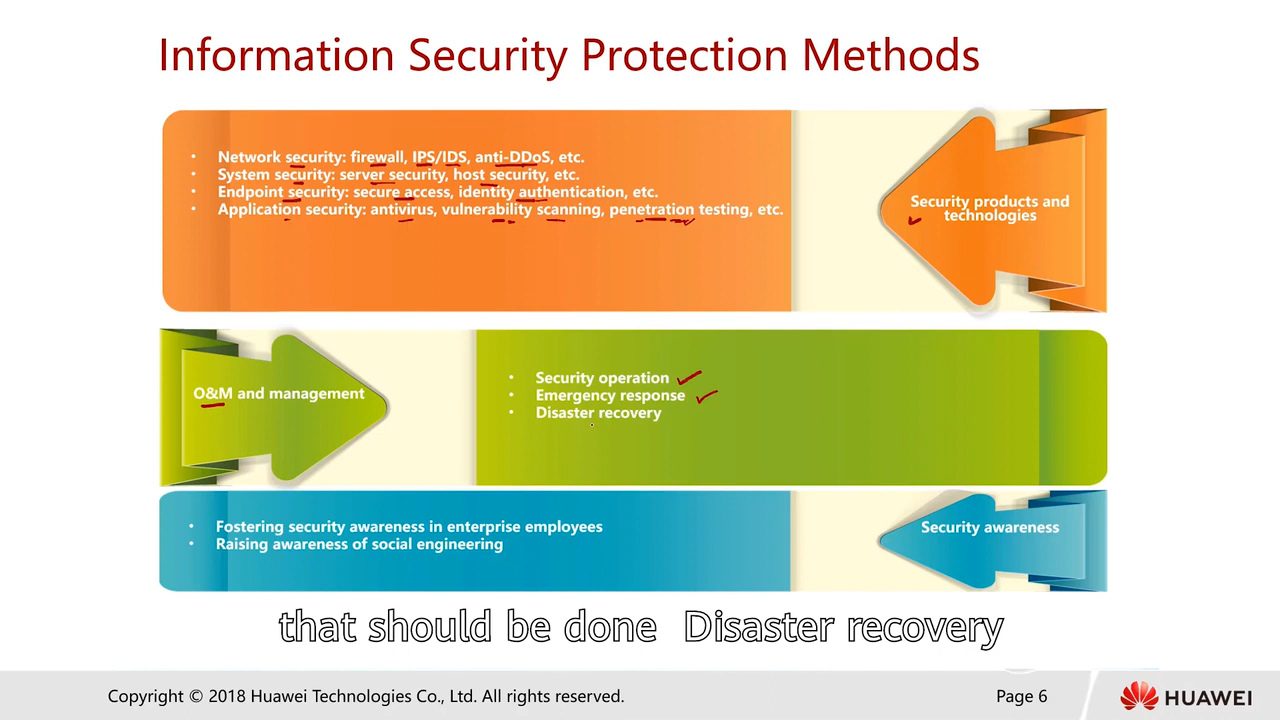 Information Security Protection Methods
• Network security: firewall, IPS/IDS, anti-DDoS, etc.
• System security: server security, host security, etc.
• Endpoint security: secure access, identity authentication, etc.
• Application security: antivirus, vulnerability scanning, penetration testing, etc.
Security products and
technologies
O&M and management
• Security operation
• Emergency response
• Disaster recovery
• Fostering security awareness in enterprise employees
• Raising awareness of social engineering
Security awareness
that should be done Disaster recovery
Copyright © 2018 Huawei Technologies Co., Ltd. All rights reserved.
Page 6
HUAWEI